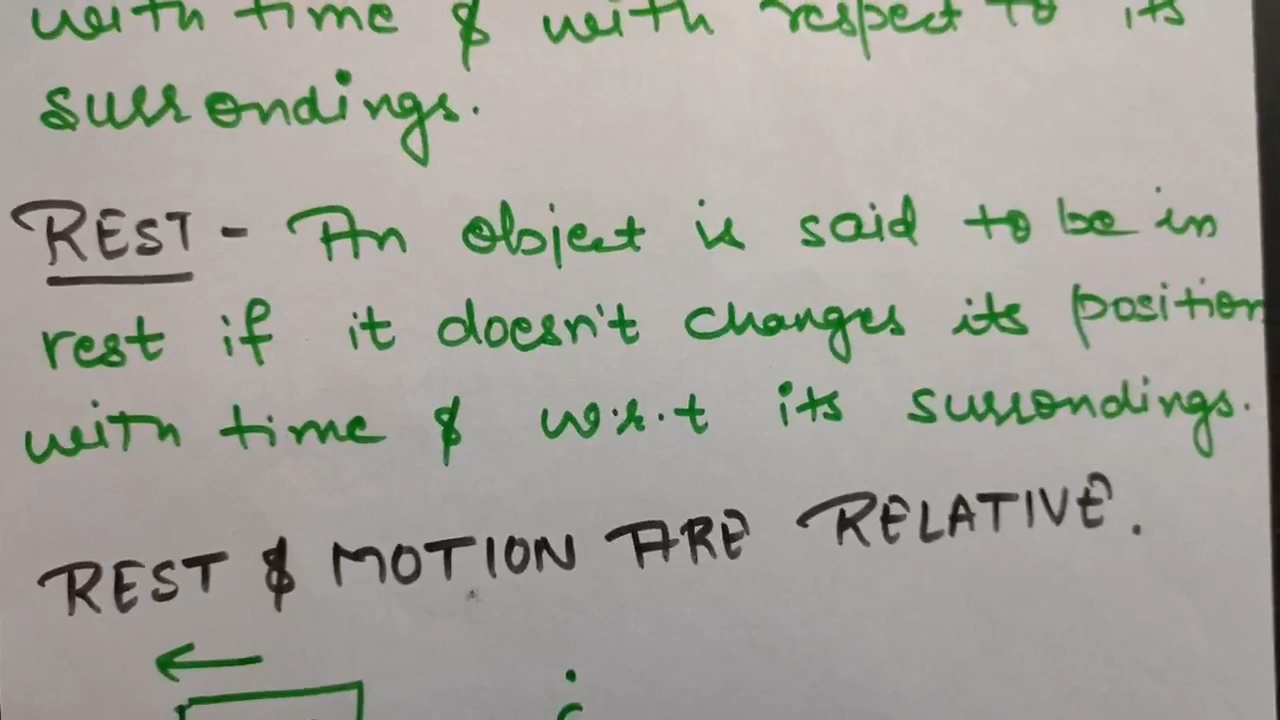 with time & with respect to its
surrondings.
REST - An object is said to be in
rest if it doesn't changes its position
with time & w.r.t its surrondings.
REST & MOTION ARE RELATIVE.